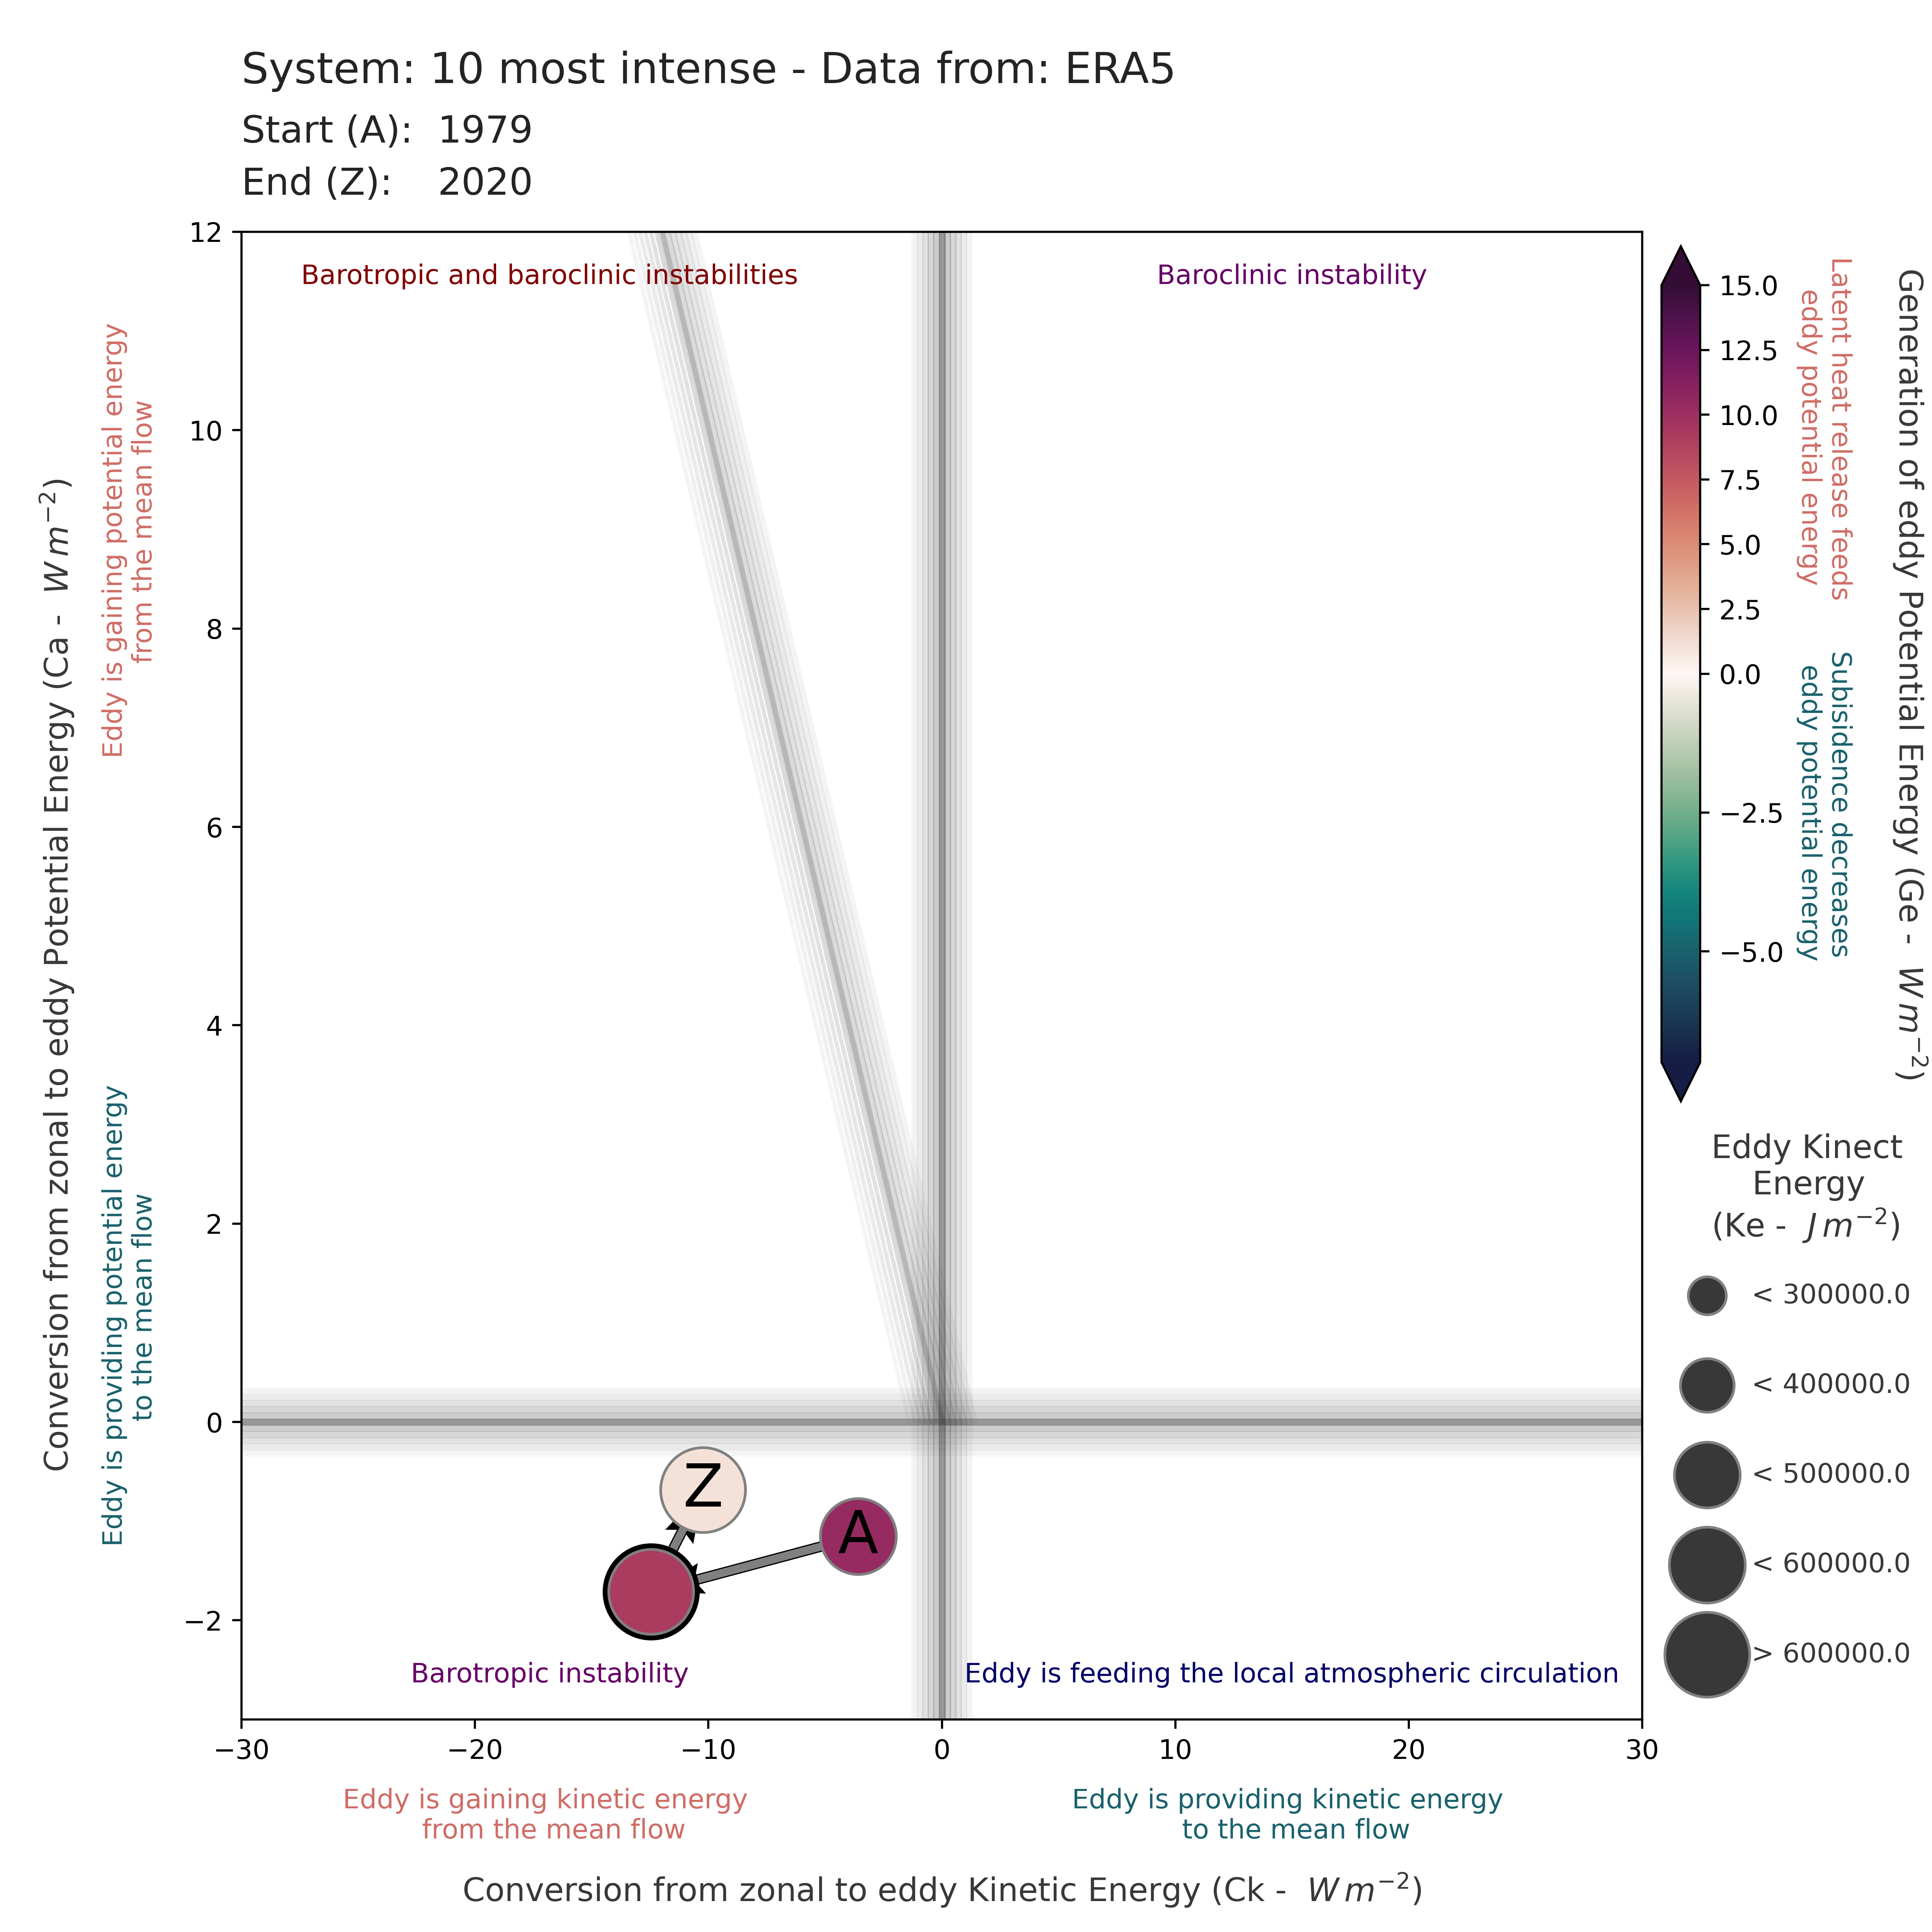 System: 10 most intense - Data from: ERA5
Start (A): 1979
End (Z): 2020
Barotropic and baroclinic instabilities
Baroclinic instability
Barotropic instability
Eddy is feeding the local atmospheric circulation
Z
A
12
10
8
6
4
2
0
−2
−30
−20
−10
0
10
20
30
Eddy is gaining kinetic energy
from the mean flow
Eddy is providing kinetic energy
to the mean flow
Conversion from zonal to eddy Kinetic Energy (Ck - W m⁻²)
Conversion from zonal to eddy Potential Energy (Ca - W m⁻²)
Eddy is gaining potential energy
from the mean flow
Eddy is providing potential energy
to the mean flow
15.0
12.5
10.0
7.5
5.0
2.5
0.0
−2.5
−5.0
Latent heat release feeds
eddy potential energy
Subisidence decreases
eddy potential energy
Generation of eddy Potential Energy (Ge - W m⁻²)
Eddy Kinect
Energy
(Ke - J m⁻²)
< 300000.0
< 400000.0
< 500000.0
< 600000.0
> 600000.0